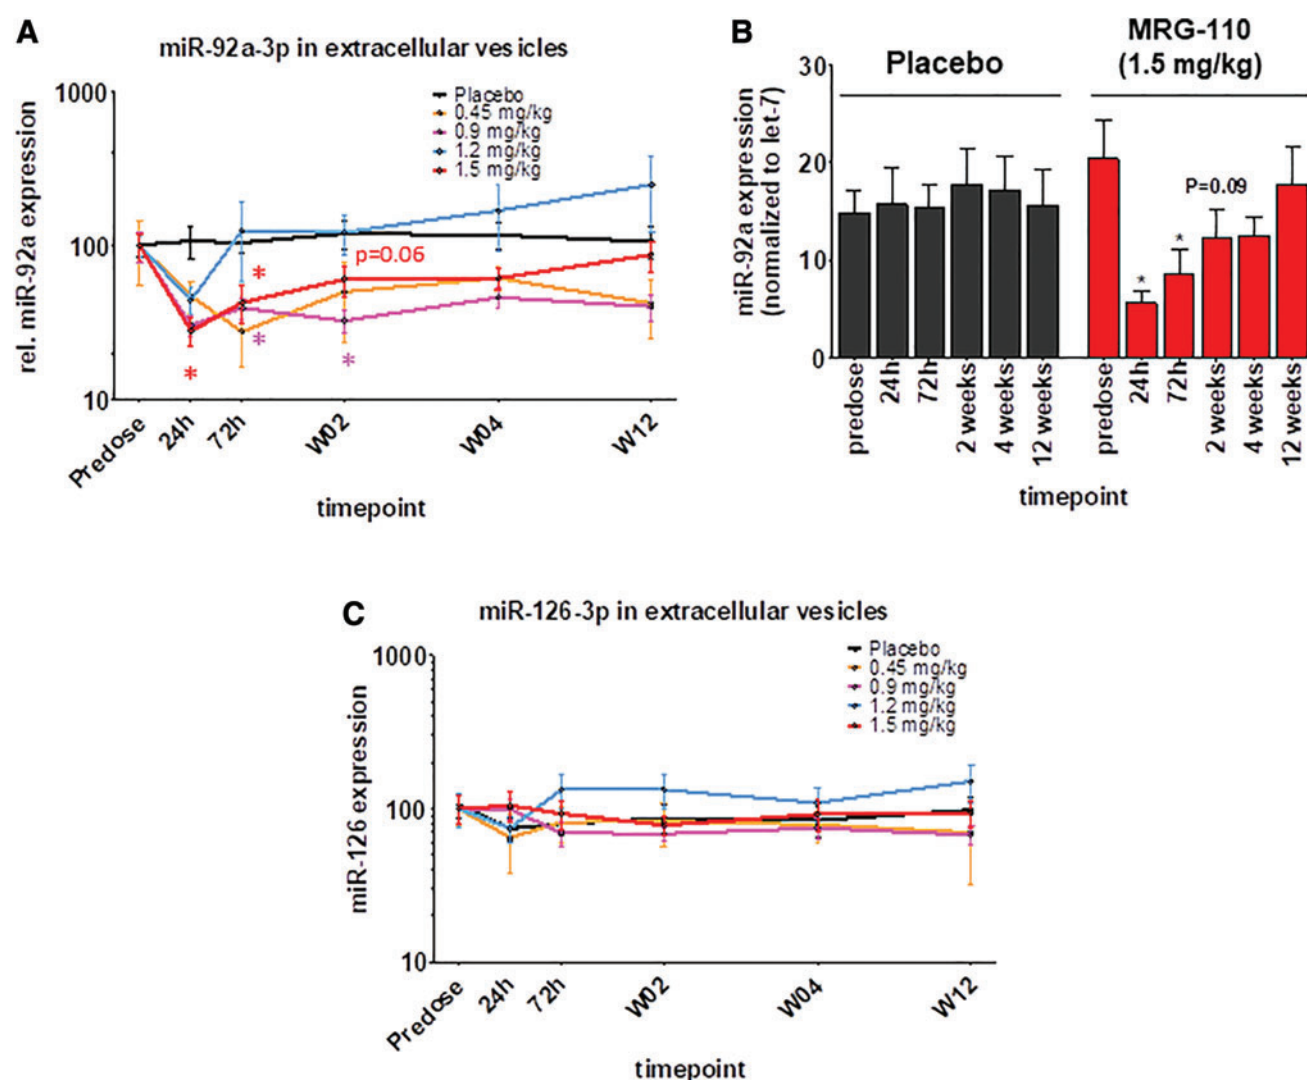 A
miR-92a-3p in extracellular vesicles
rel. miR-92a expression
1000
100
10
Placebo
0.45 mg/kg
0.9 mg/kg
1.2 mg/kg
1.5 mg/kg
*
*
*
*
p=0.06
Predose
24h
72h
W02
W04
W12
timepoint
B
Placebo
MRG-110
(1.5 mg/kg)
miR-92a expression
(normalized to let-7)
30
20
10
0
*
*
P=0.09
predose
24h
72h
2 weeks
4 weeks
12 weeks
predose
24h
72h
2 weeks
4 weeks
12 weeks
timepoint
C
miR-126-3p in extracellular vesicles
miR-126 expression
1000
100
10
Placebo
0.45 mg/kg
0.9 mg/kg
1.2 mg/kg
1.5 mg/kg
Predose
24h
72h
W02
W04
W12
timepoint